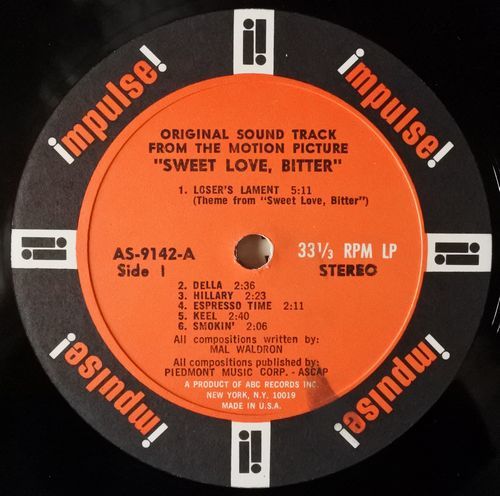 impulse!
impulse!
i!
ORIGINAL SOUND TRACK
FROM THE MOTION PICTURE
"SWEET LOVE, BITTER"
1. LOSER'S LAMENT 5:11
(Theme from "Sweet Love, Bitter")
i!
AS-9142-A
Side 1
33 1/3 RPM LP
STEREO
i!
2. DELLA 2:36
3. HILLARY 2:23
4. ESPRESSO TIME 2:11
5. KEEL 2:40
6. SMOKIN' 2:06
All compositions written by:
MAL WALDRON
All compositions published by:
PIEDMONT MUSIC CORP. - ASCAP
A PRODUCT OF ABC RECORDS INC.
NEW YORK, N.Y. 10019
MADE IN U.S.A.
impulse!
impulse!
i!